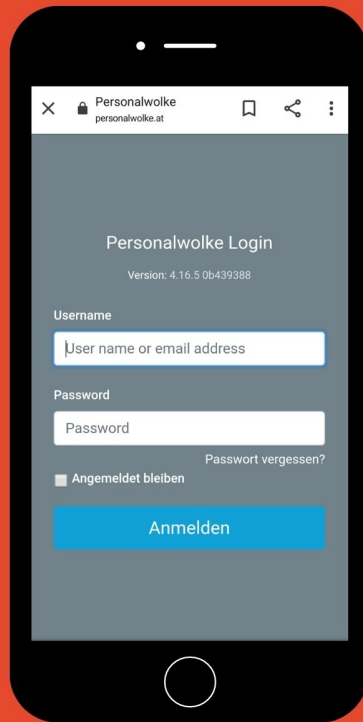 Personalwolke
personalwolke.at
Personalwolke Login
Version: 4.16.5 0b439388
Username
User name or email address
Password
Password
Passwort vergessen?
Angemeldet bleiben
Anmelden